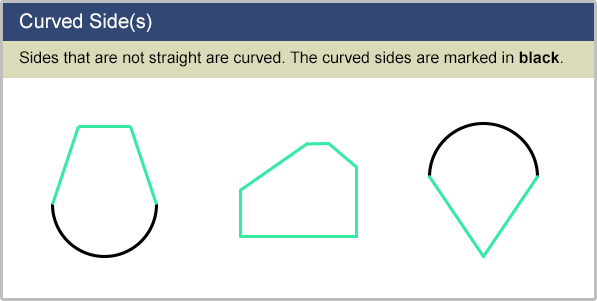 Curved Side(s)
Sides that are not straight are curved. The curved sides are marked in black.